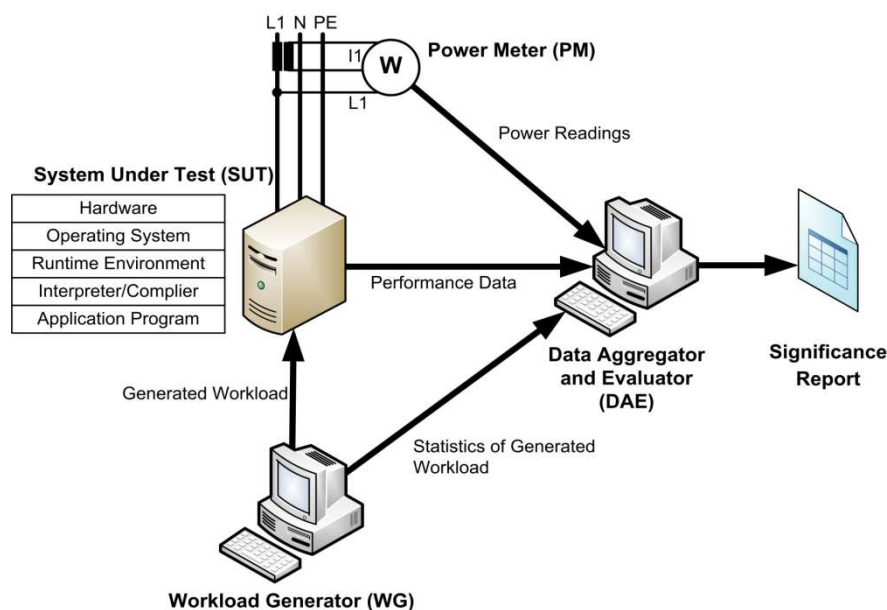 L1 N PE
I1
W
L1
Power Meter (PM)
Power Readings
System Under Test (SUT)
Hardware
Operating System
Runtime Environment
Interpreter/Complier
Application Program
Performance Data
Generated Workload
Data Aggregator
and Evaluator
(DAE)
Significance
Report
Statistics of Generated
Workload
Workload Generator (WG)